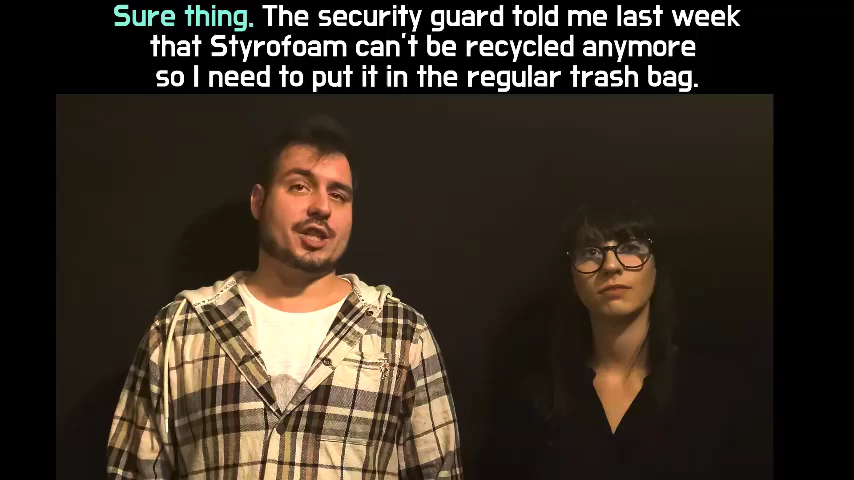 Sure thing. The security guard told me last week
that Styrofoam can't be recycled anymore
so I need to put it in the regular trash bag.